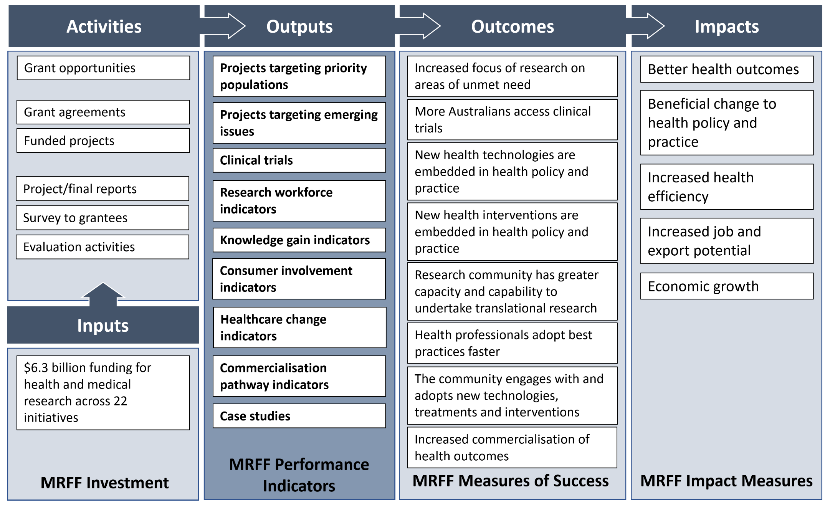 Activities
Outputs
Outcomes
Impacts
Grant opportunities
Grant agreements
Funded projects
Project/final reports
Survey to grantees
Evaluation activities
Inputs
$6.3 billion funding for
health and medical
research across 22
initiatives
MRFF Investment
Projects targeting priority
populations
Projects targeting emerging
issues
Clinical trials
Research workforce
indicators
Knowledge gain indicators
Consumer involvement
indicators
Healthcare change
indicators
Commercialisation
pathway indicators
Case studies
MRFF Performance
Indicators
Increased focus of research on
areas of unmet need
More Australians access clinical
trials
New health technologies are
embedded in health policy and
practice
New health interventions are
embedded in health policy and
practice
Research community has greater
capacity and capability to
undertake translational research
Health professionals adopt best
practices faster
The community engages with and
adopts new technologies,
treatments and interventions
Increased commercialisation of
health outcomes
MRFF Measures of Success
Better health outcomes
Beneficial change to
health policy and
practice
Increased health
efficiency
Increased job and
export potential
Economic growth
MRFF Impact Measures